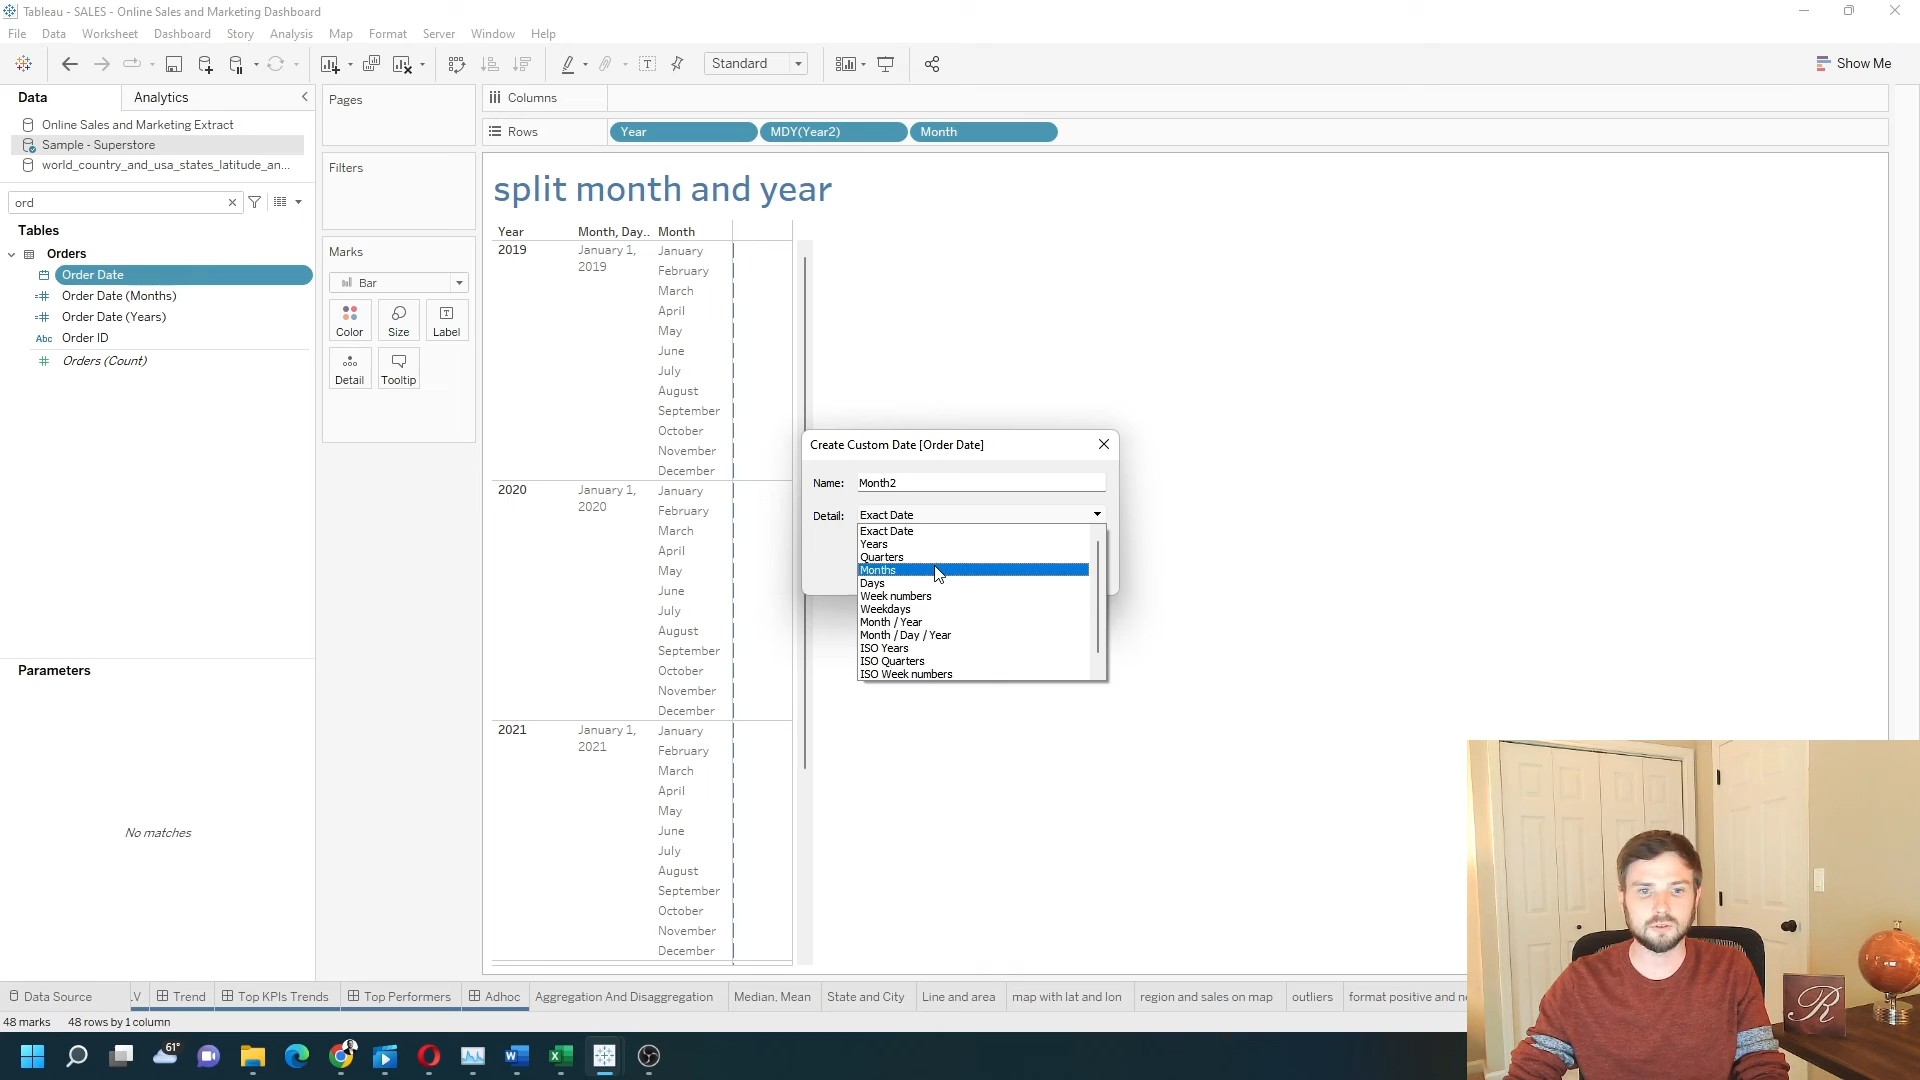 Tableau - SALES - Online Sales and Marketing Dashboard
File Data Worksheet Dashboard Story Analysis Map Format Server Window Help
Standard
Show Me
Data
Analytics
Online Sales and Marketing Extract
Sample - Superstore
world_country_and_usa_states_latitude_an...
ord
Tables
Orders
Order Date
Order Date (Months)
Order Date (Years)
Abc Order ID
Orders (Count)
Parameters
No matches
Pages
Filters
Marks
Bar
Color Size Label
Detail Tooltip
Columns
Rows Year MDY(Year2) Month
split month and year
Year Month, Day.. Month
2019 January 1, 2019 January
February
March
April
May
June
July
August
September
October
November
December
2020 January 1, 2020 January
February
March
April
May
June
July
August
September
October
November
December
2021 January 1, 2021 January
February
March
April
May
June
July
August
September
October
November
December
Create Custom Date [Order Date]
Name: Month2
Detail: Exact Date
Exact Date
Years
Quarters
Months
Days
Week numbers
Weekdays
Month / Year
Month / Day / Year
ISO Years
ISO Quarters
ISO Week numbers
Data Source LV Trend Top KPIs Trends Top Performers Adhoc Aggregation And Disaggregation Median, Mean State and City Line and area map with lat and lon region and sales on map outliers format positive and ne
48 marks 48 rows by 1 column
61°
R